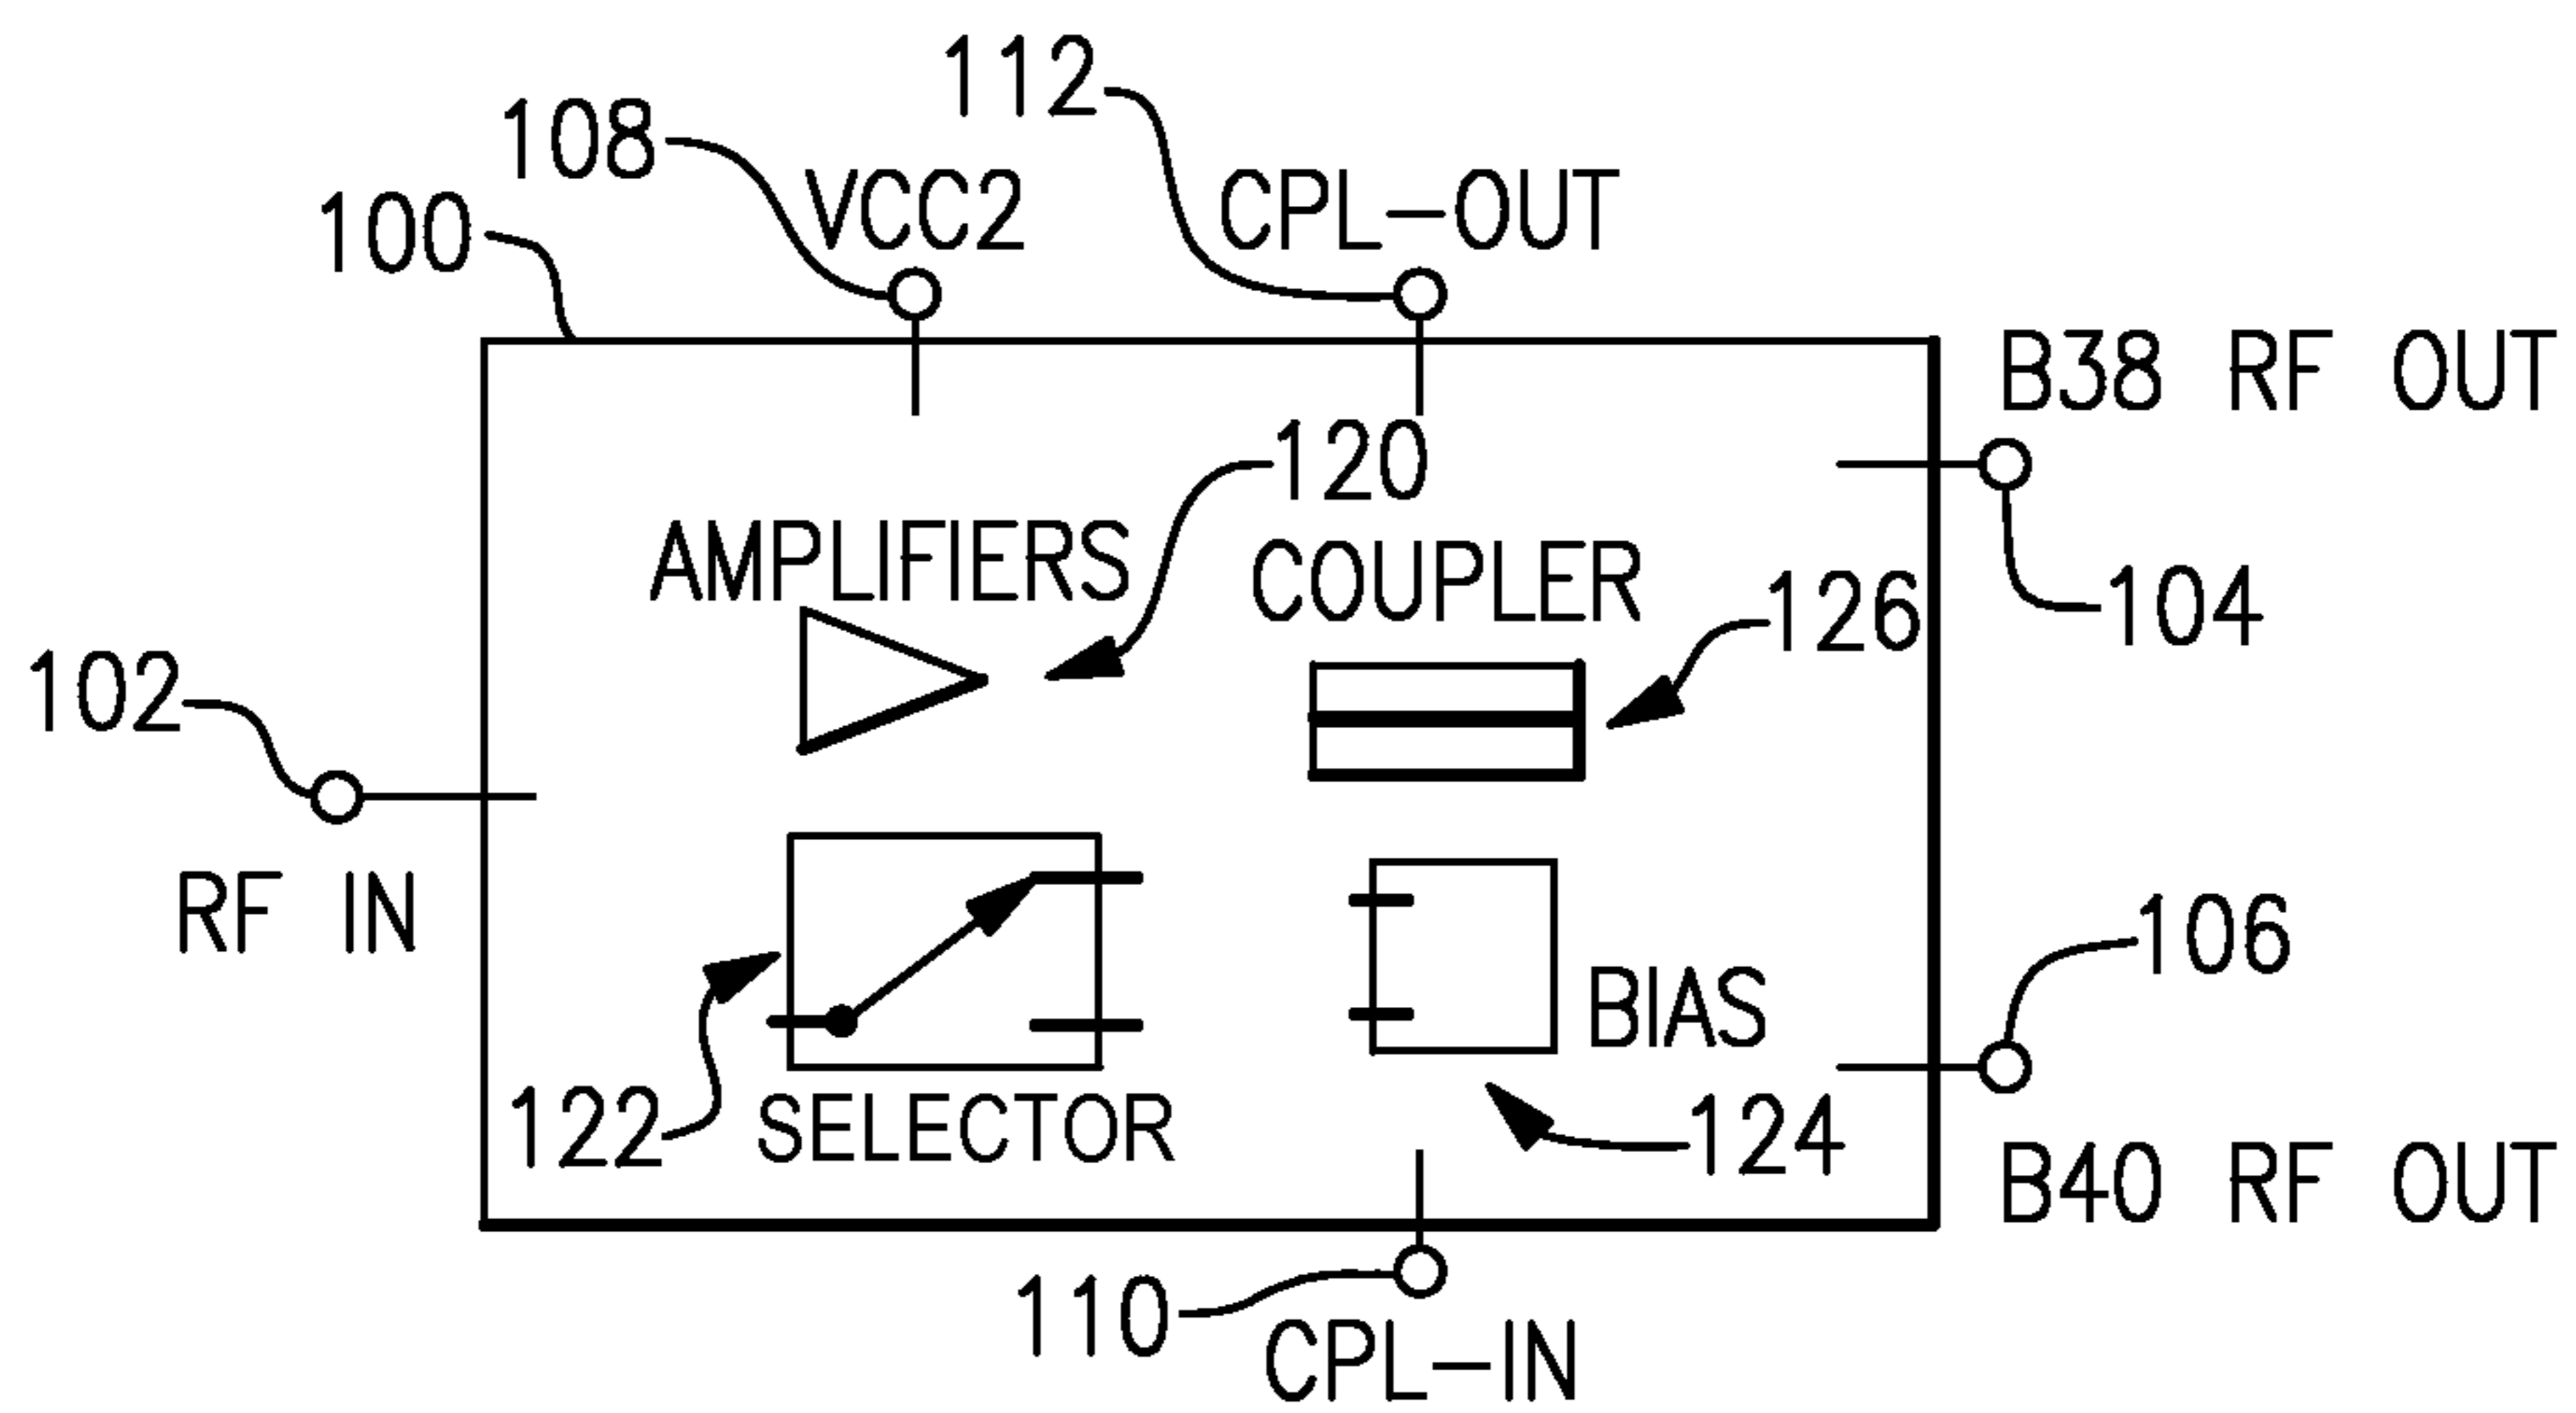 112
108
VCC2 CPL-OUT
100
B38 RF OUT
120
AMPLIFIERS
COUPLER
126
104
102
RF IN
106
BIAS
122
SELECTOR
124
B40 RF OUT
110
CPL-IN